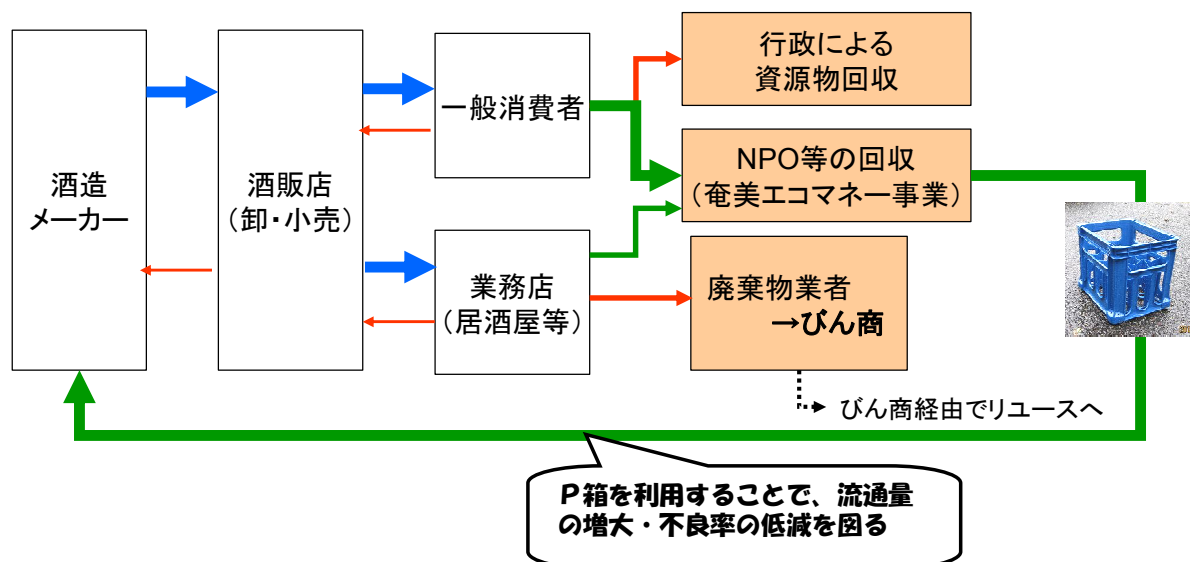 酒造
メーカー
酒販店
(卸・小売)
一般消費者
業務店
(居酒屋等)
行政による
資源物回収
NPO等の回収
(奄美エコマネー事業)
廃棄物業者
→びん商
びん商経由でリユースへ
P箱を利用することで、流通量
の増大・不良率の低減を図る